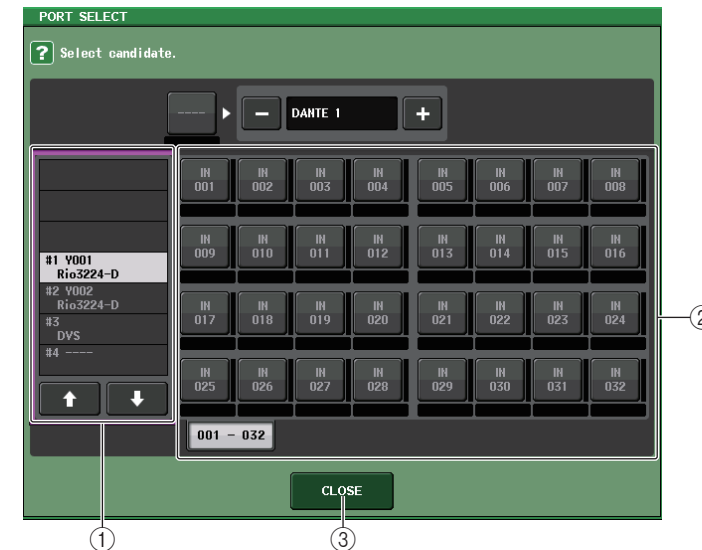 PORT SELECT
? Select candidate.
---- − DANTE 1 +
#1 Y001
Rio3224-D
#2 Y002
Rio3224-D
#3
DVS
#4 ----
IN 001 IN 002 IN 003 IN 004 IN 005 IN 006 IN 007 IN 008
IN 009 IN 010 IN 011 IN 012 IN 013 IN 014 IN 015 IN 016
IN 017 IN 018 IN 019 IN 020 IN 021 IN 022 IN 023 IN 024
IN 025 IN 026 IN 027 IN 028 IN 029 IN 030 IN 031 IN 032
001 - 032
CLOSE
② 
① ③